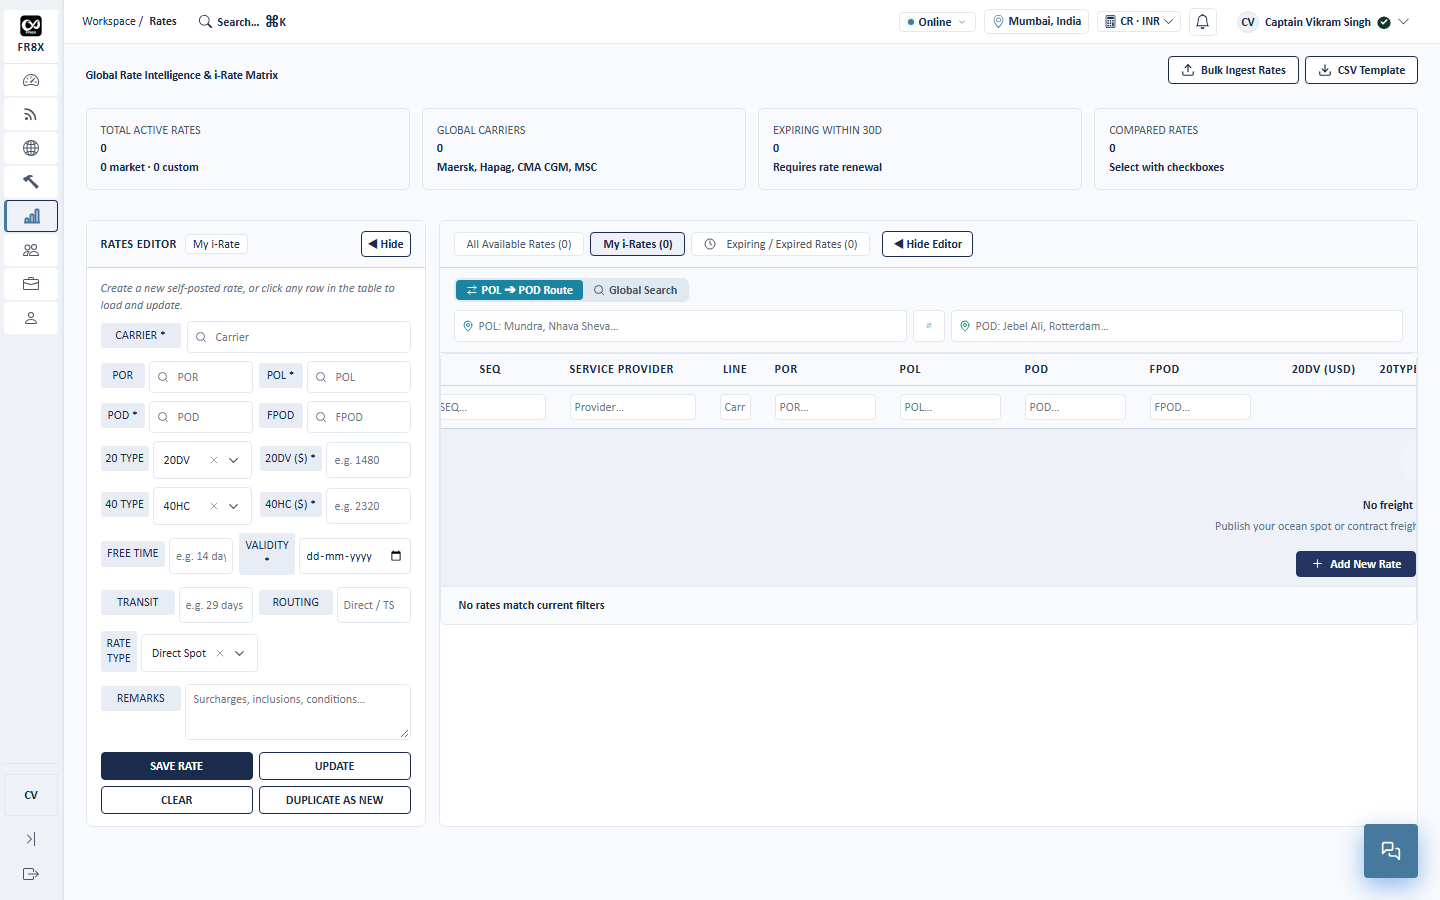 FR8X
FR8X
Workspace / Rates
Search... ⌘K
Online
Mumbai, India
CR · INR
CV
Captain Vikram Singh
Global Rate Intelligence & i-Rate Matrix
Bulk Ingest Rates
CSV Template
TOTAL ACTIVE RATES
0
0 market · 0 custom
GLOBAL CARRIERS
0
Maersk, Hapag, CMA CGM, MSC
EXPIRING WITHIN 30D
0
Requires rate renewal
COMPARED RATES
0
Select with checkboxes
RATES EDITOR
My i-Rate
◀ Hide
Create a new self-posted rate, or click any row in the table to
load and update.
CARRIER *
Carrier
POR
POR
POL *
POL
POD *
POD
FPOD
FPOD
20 TYPE
20DV
20DV ($) *
e.g. 1480
40 TYPE
40HC
40HC ($) *
e.g. 2320
FREE TIME
e.g. 14 day
VALIDITY
*
dd-mm-yyyy
TRANSIT
e.g. 29 days
ROUTING
Direct / TS
RATE
TYPE
Direct Spot
REMARKS
Surcharges, inclusions, conditions...
SAVE RATE
UPDATE
CLEAR
DUPLICATE AS NEW
All Available Rates (0)
My i-Rates (0)
Expiring / Expired Rates (0)
◀ Hide Editor
POL ➔ POD Route
Global Search
POL: Mundra, Nhava Sheva...
POD: Jebel Ali, Rotterdam...
SEQ
SERVICE PROVIDER
LINE
POR
POL
POD
FPOD
20DV (USD)
20TYPE
SEQ...
Provider...
Carr
POR...
POL...
POD...
FPOD...
No freight
Publish your ocean spot or contract freigh
Add New Rate
No rates match current filters
CV